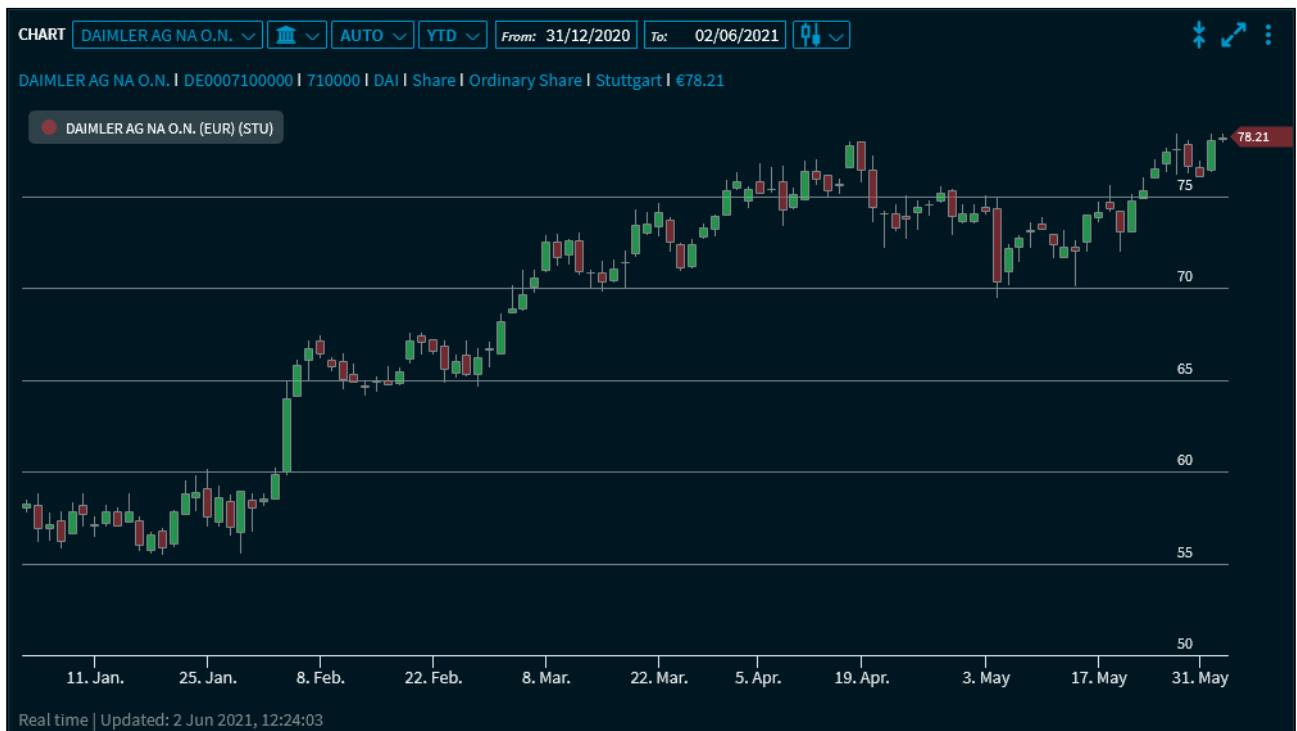 CHART DAIMLER AG NA O.N. AUTO YTD From: 31/12/2020 To: 02/06/2021
DAIMLER AG NA O.N. I DE0007100000 I 710000 I DAI I Share I Ordinary Share I Stuttgart I €78.21
DAIMLER AG NA O.N. (EUR) (STU)
78.21
75
70
65
60
55
50
11. Jan. 25. Jan. 8. Feb. 22. Feb. 8. Mar. 22. Mar. 5. Apr. 19. Apr. 3. May 17. May 31. May
Real time | Updated: 2 Jun 2021, 12:24:03